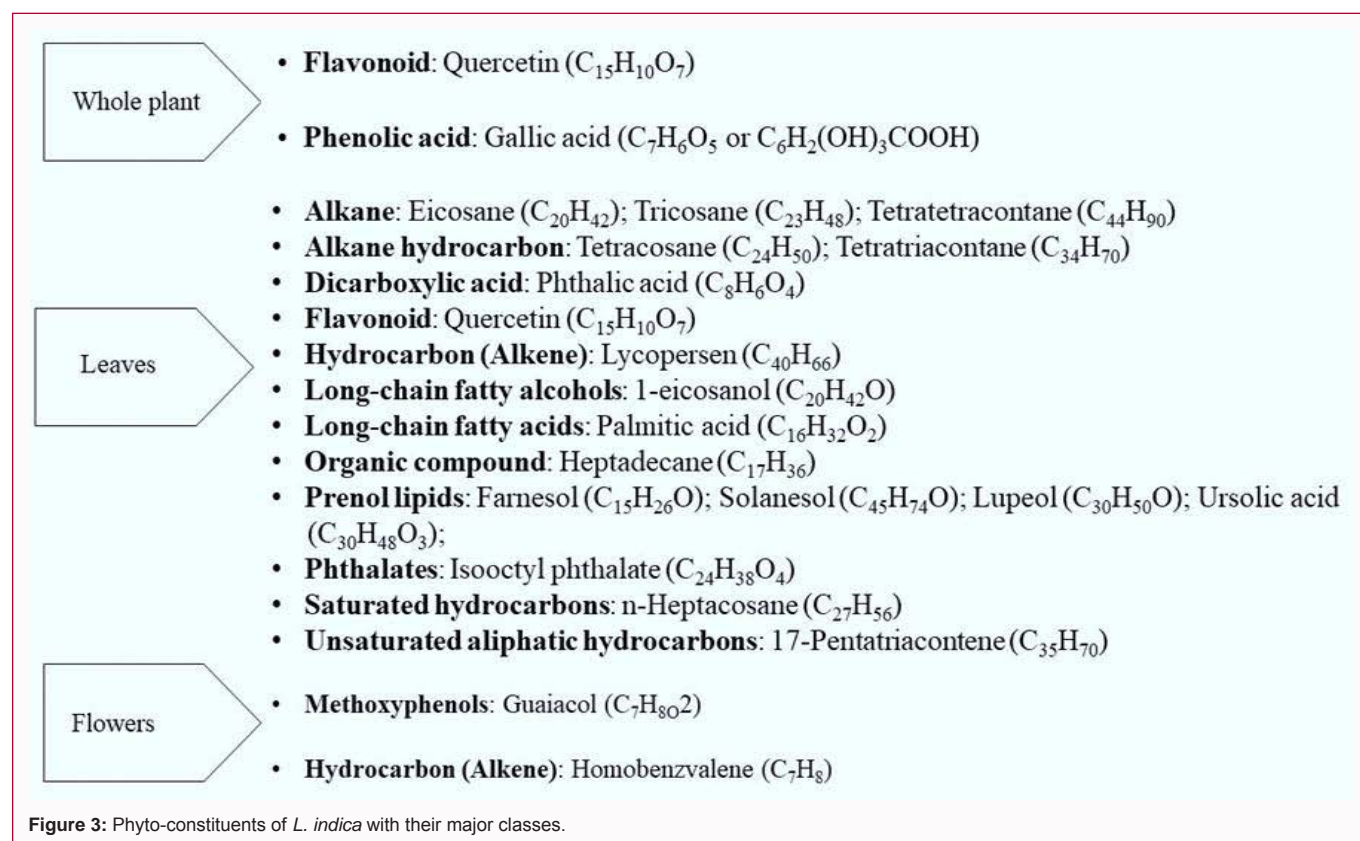 Whole plant
• Flavonoid: Quercetin (C₁₅H₁₀O₇)
• Phenolic acid: Gallic acid (C₇H₆O₅ or C₆H₂(OH)₃COOH)
Leaves
• Alkane: Eicosane (C₂₀H₄₂); Tricosane (C₂₃H₄₈); Tetratetracontane (C₄₄H₉₀)
• Alkane hydrocarbon: Tetracosane (C₂₄H₅₀); Tetratriacontane (C₃₄H₇₀)
• Dicarboxylic acid: Phthalic acid (C₈H₆O₄)
• Flavonoid: Quercetin (C₁₅H₁₀O₇)
• Hydrocarbon (Alkene): Lycopersen (C₄₀H₆₆)
• Long-chain fatty alcohols: 1-eicosanol (C₂₀H₄₂O)
• Long-chain fatty acids: Palmitic acid (C₁₆H₃₂O₂)
• Organic compound: Heptadecane (C₁₇H₃₆)
• Prenol lipids: Farnesol (C₁₅H₂₆O); Solanesol (C₄₅H₇₄O); Lupeol (C₃₀H₅₀O); Ursolic acid
(C₃₀H₄₈O₃);
• Phthalates: Isooctyl phthalate (C₂₄H₃₈O₄)
• Saturated hydrocarbons: n-Heptacosane (C₂₇H₅₆)
• Unsaturated aliphatic hydrocarbons: 17-Pentatriacontene (C₃₅H₇₀)
Flowers
• Methoxyphenols: Guaiacol (C₇H₈ₒ2)
• Hydrocarbon (Alkene): Homobenzvalene (C₇H₈)
Figure 3: Phyto-constituents of L. indica with their major classes.